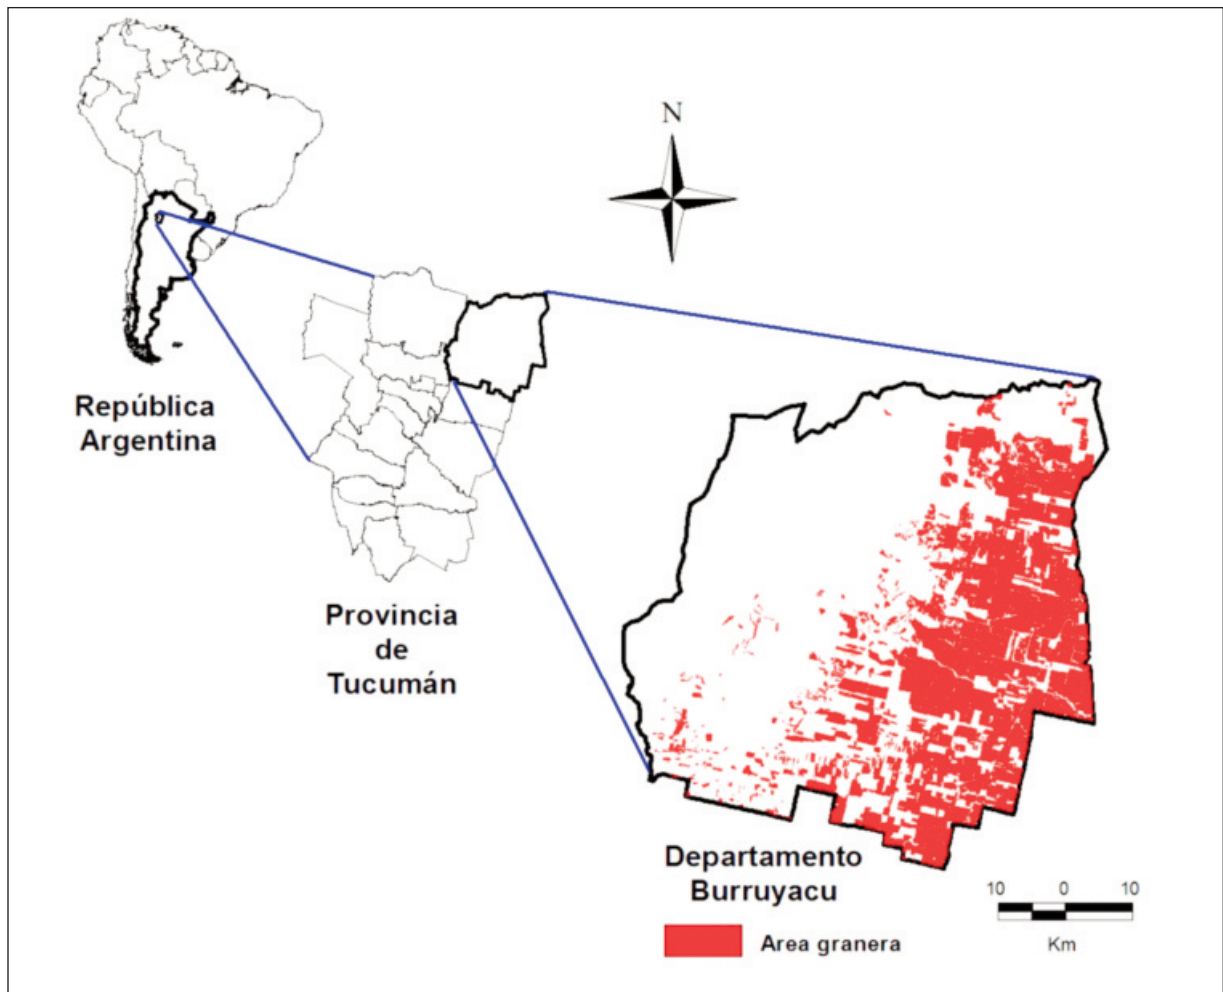 N
República
Argentina
Provincia
de
Tucumán
Departamento
Burruyacu
10 0 10
Km
Area granera